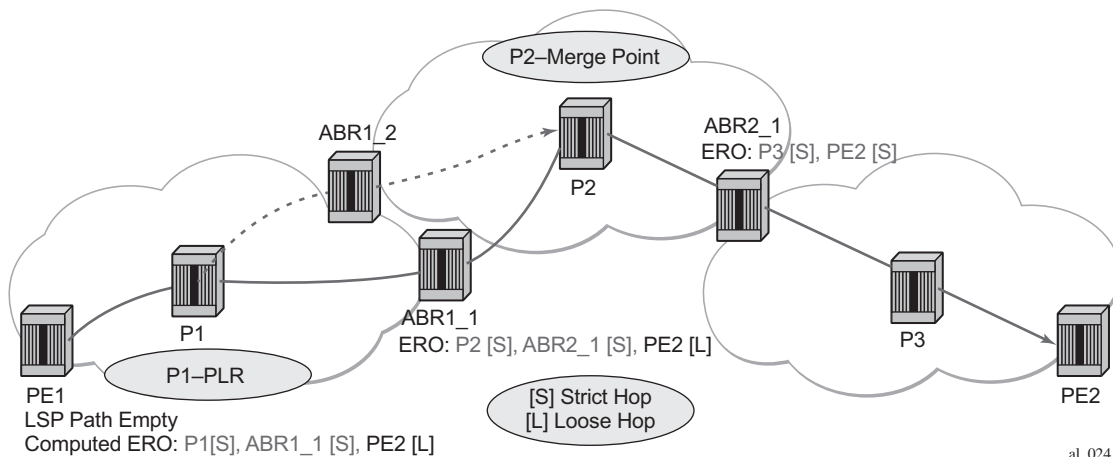 P2–Merge Point
ABR1_2
ABR2_1
ERO: P3 [S], PE2 [S]
P2
P1
ABR1_1
ERO: P2 [S], ABR2_1 [S], PE2 [L]
P3
P1–PLR
PE1
LSP Path Empty
Computed ERO: P1[S], ABR1_1 [S], PE2 [L]
[S] Strict Hop
[L] Loose Hop
PE2
al_024